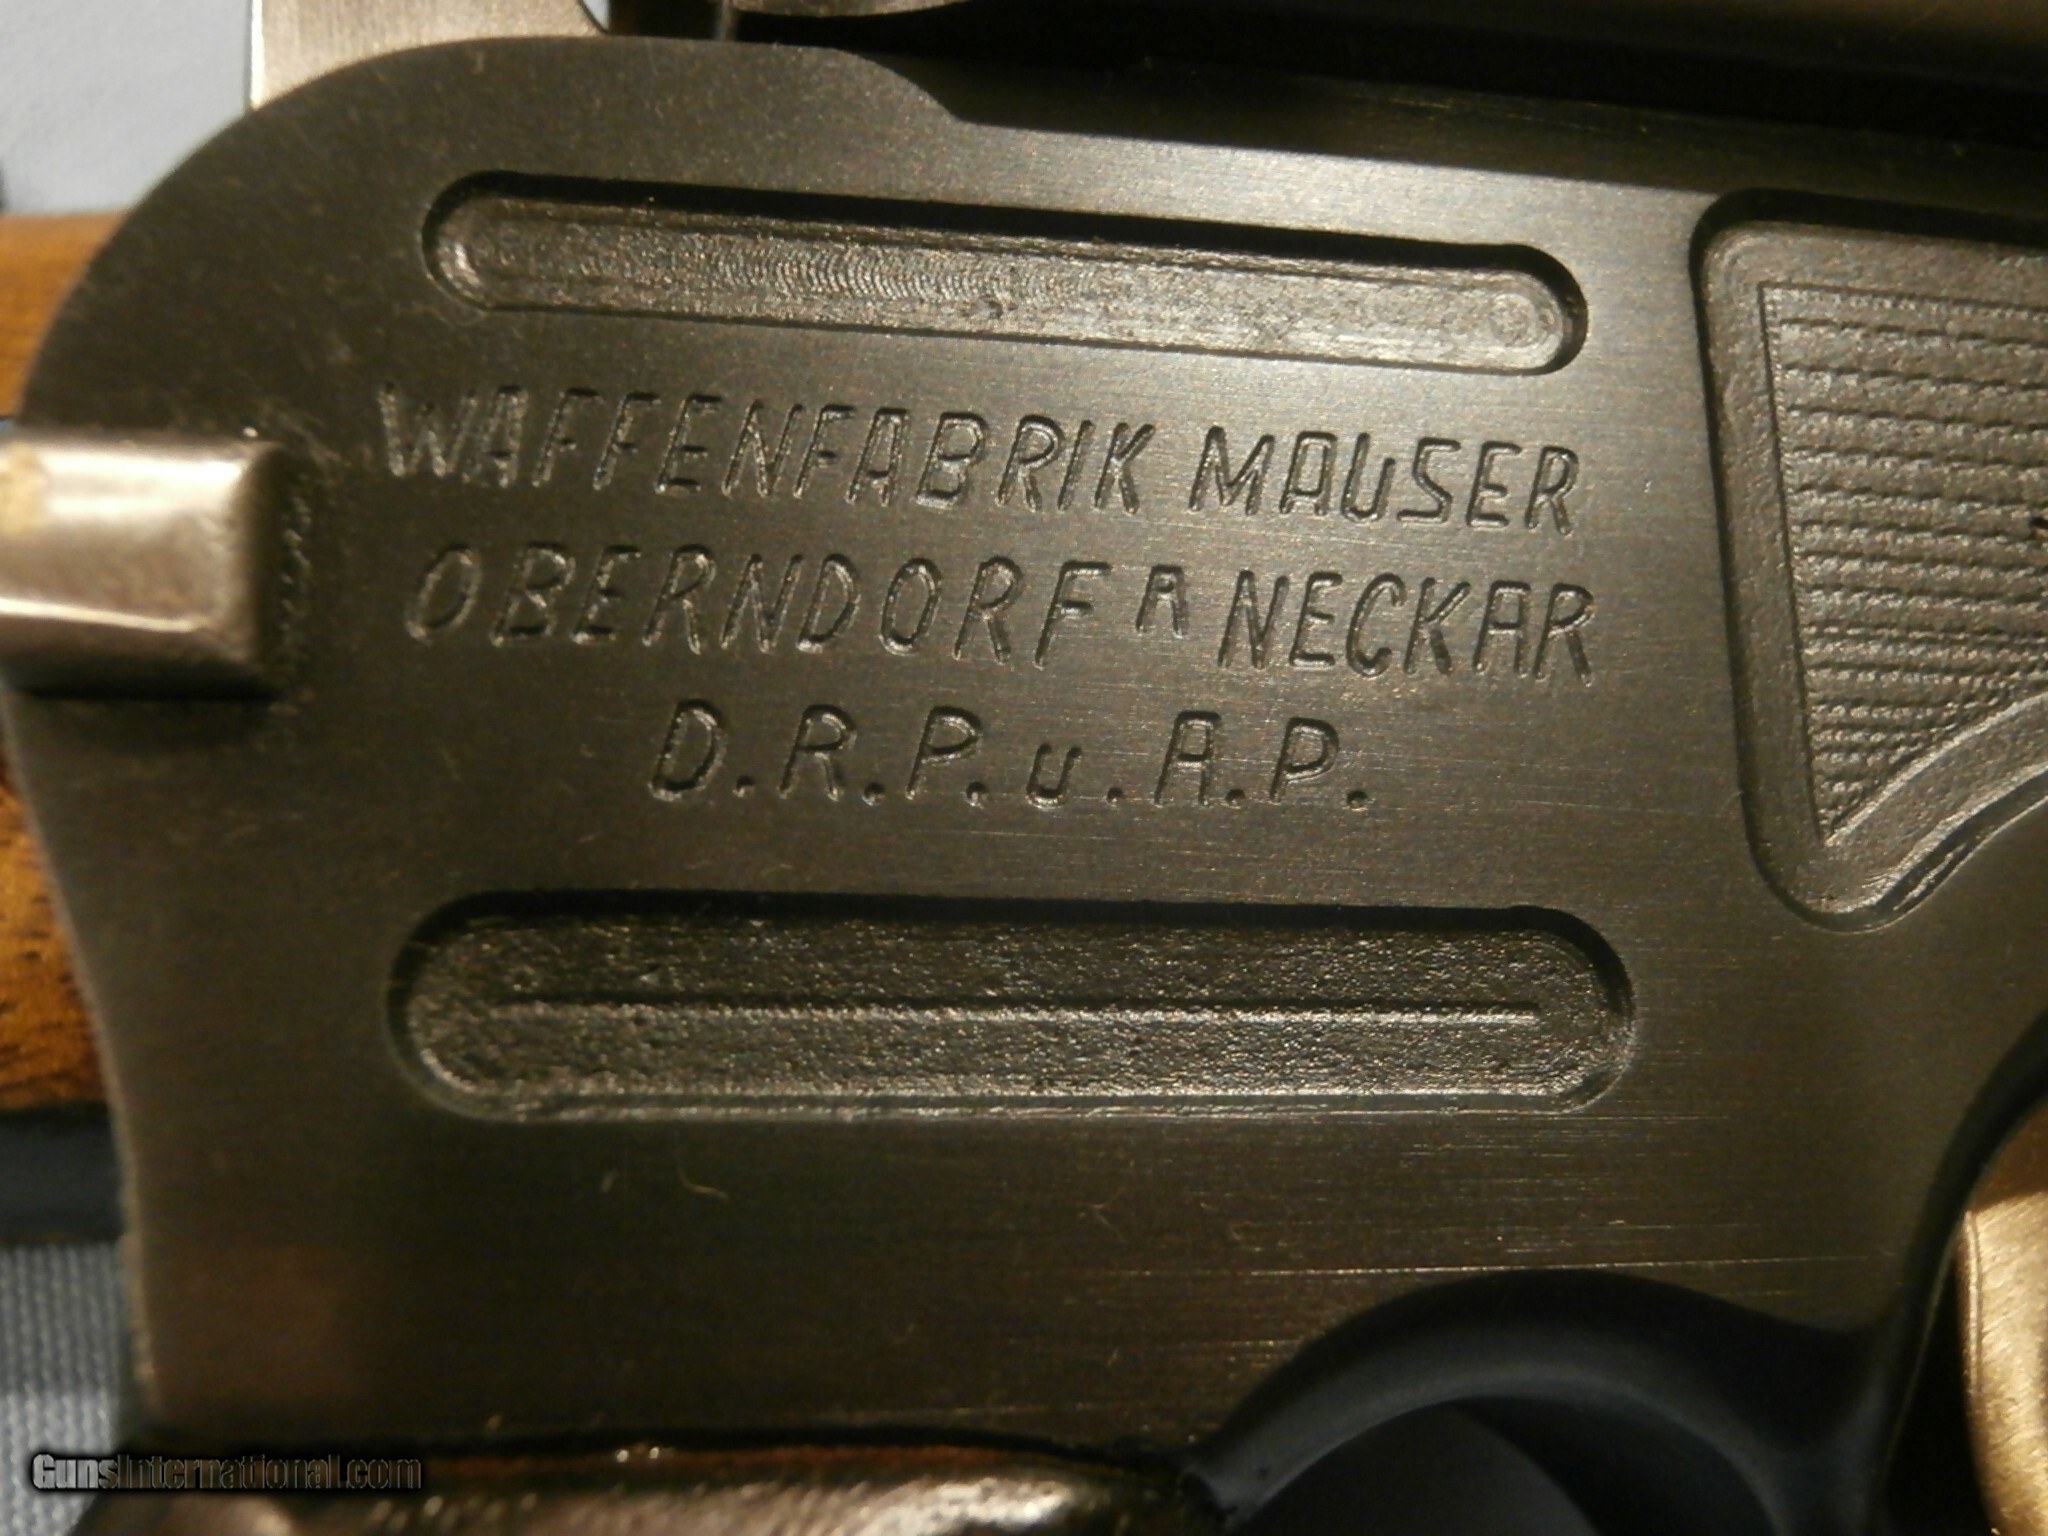 WAFFENFABRIK MAUSER
OBERNDORF A NECKAR
D.R.P.u.A.P.
GunsInternational.com